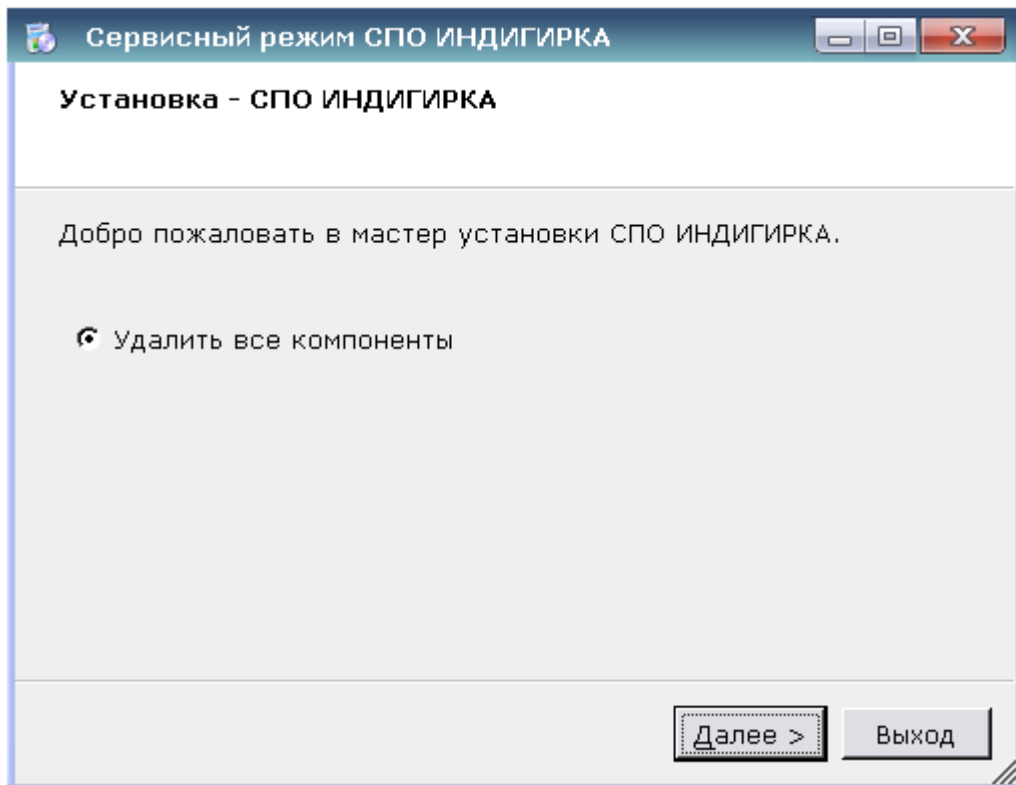 Сервисный режим СПО ИНДИГИРКА
Установка - СПО ИНДИГИРКА
Добро пожаловать в мастер установки СПО ИНДИГИРКА.
Удалить все компоненты
Далее >
Выход